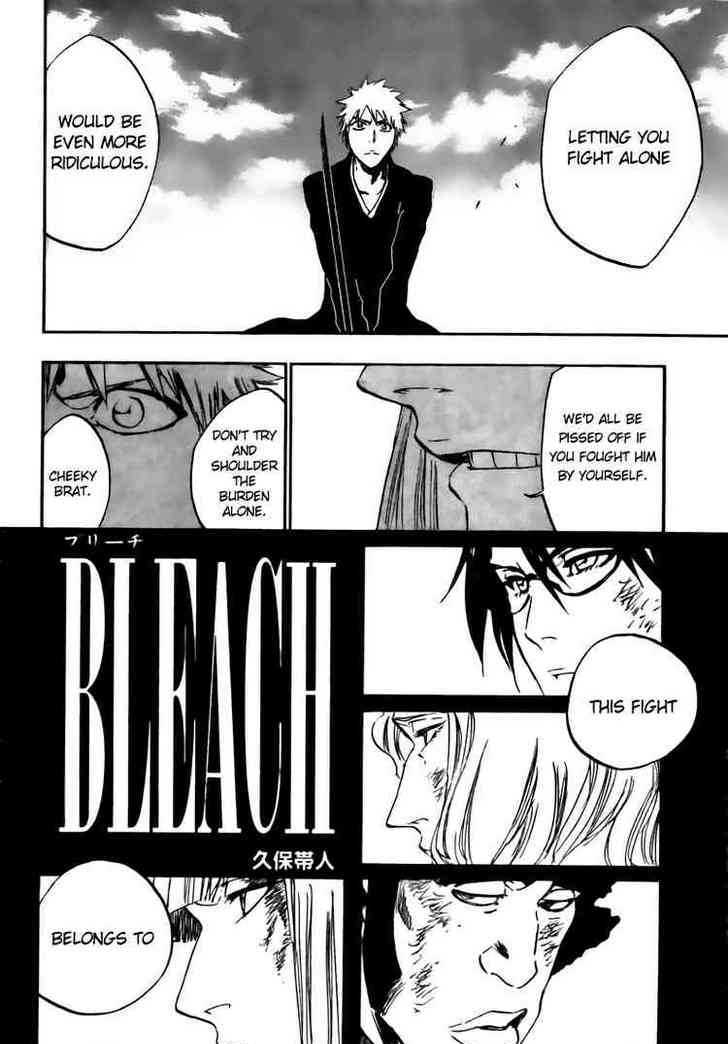 LETTING YOU
FIGHT ALONE
WOULD BE
EVEN MORE
RIDICULOUS.
WE'D ALL BE
PISSED OFF IF
YOU FOUGHT HIM
BY YOURSELF.
DON'T TRY
AND
SHOULDER
THE
BURDEN
ALONE.
CHEEKY
BRAT.
ブリーチ
BLEACH
久保帯人
THIS FIGHT
BELONGS TO